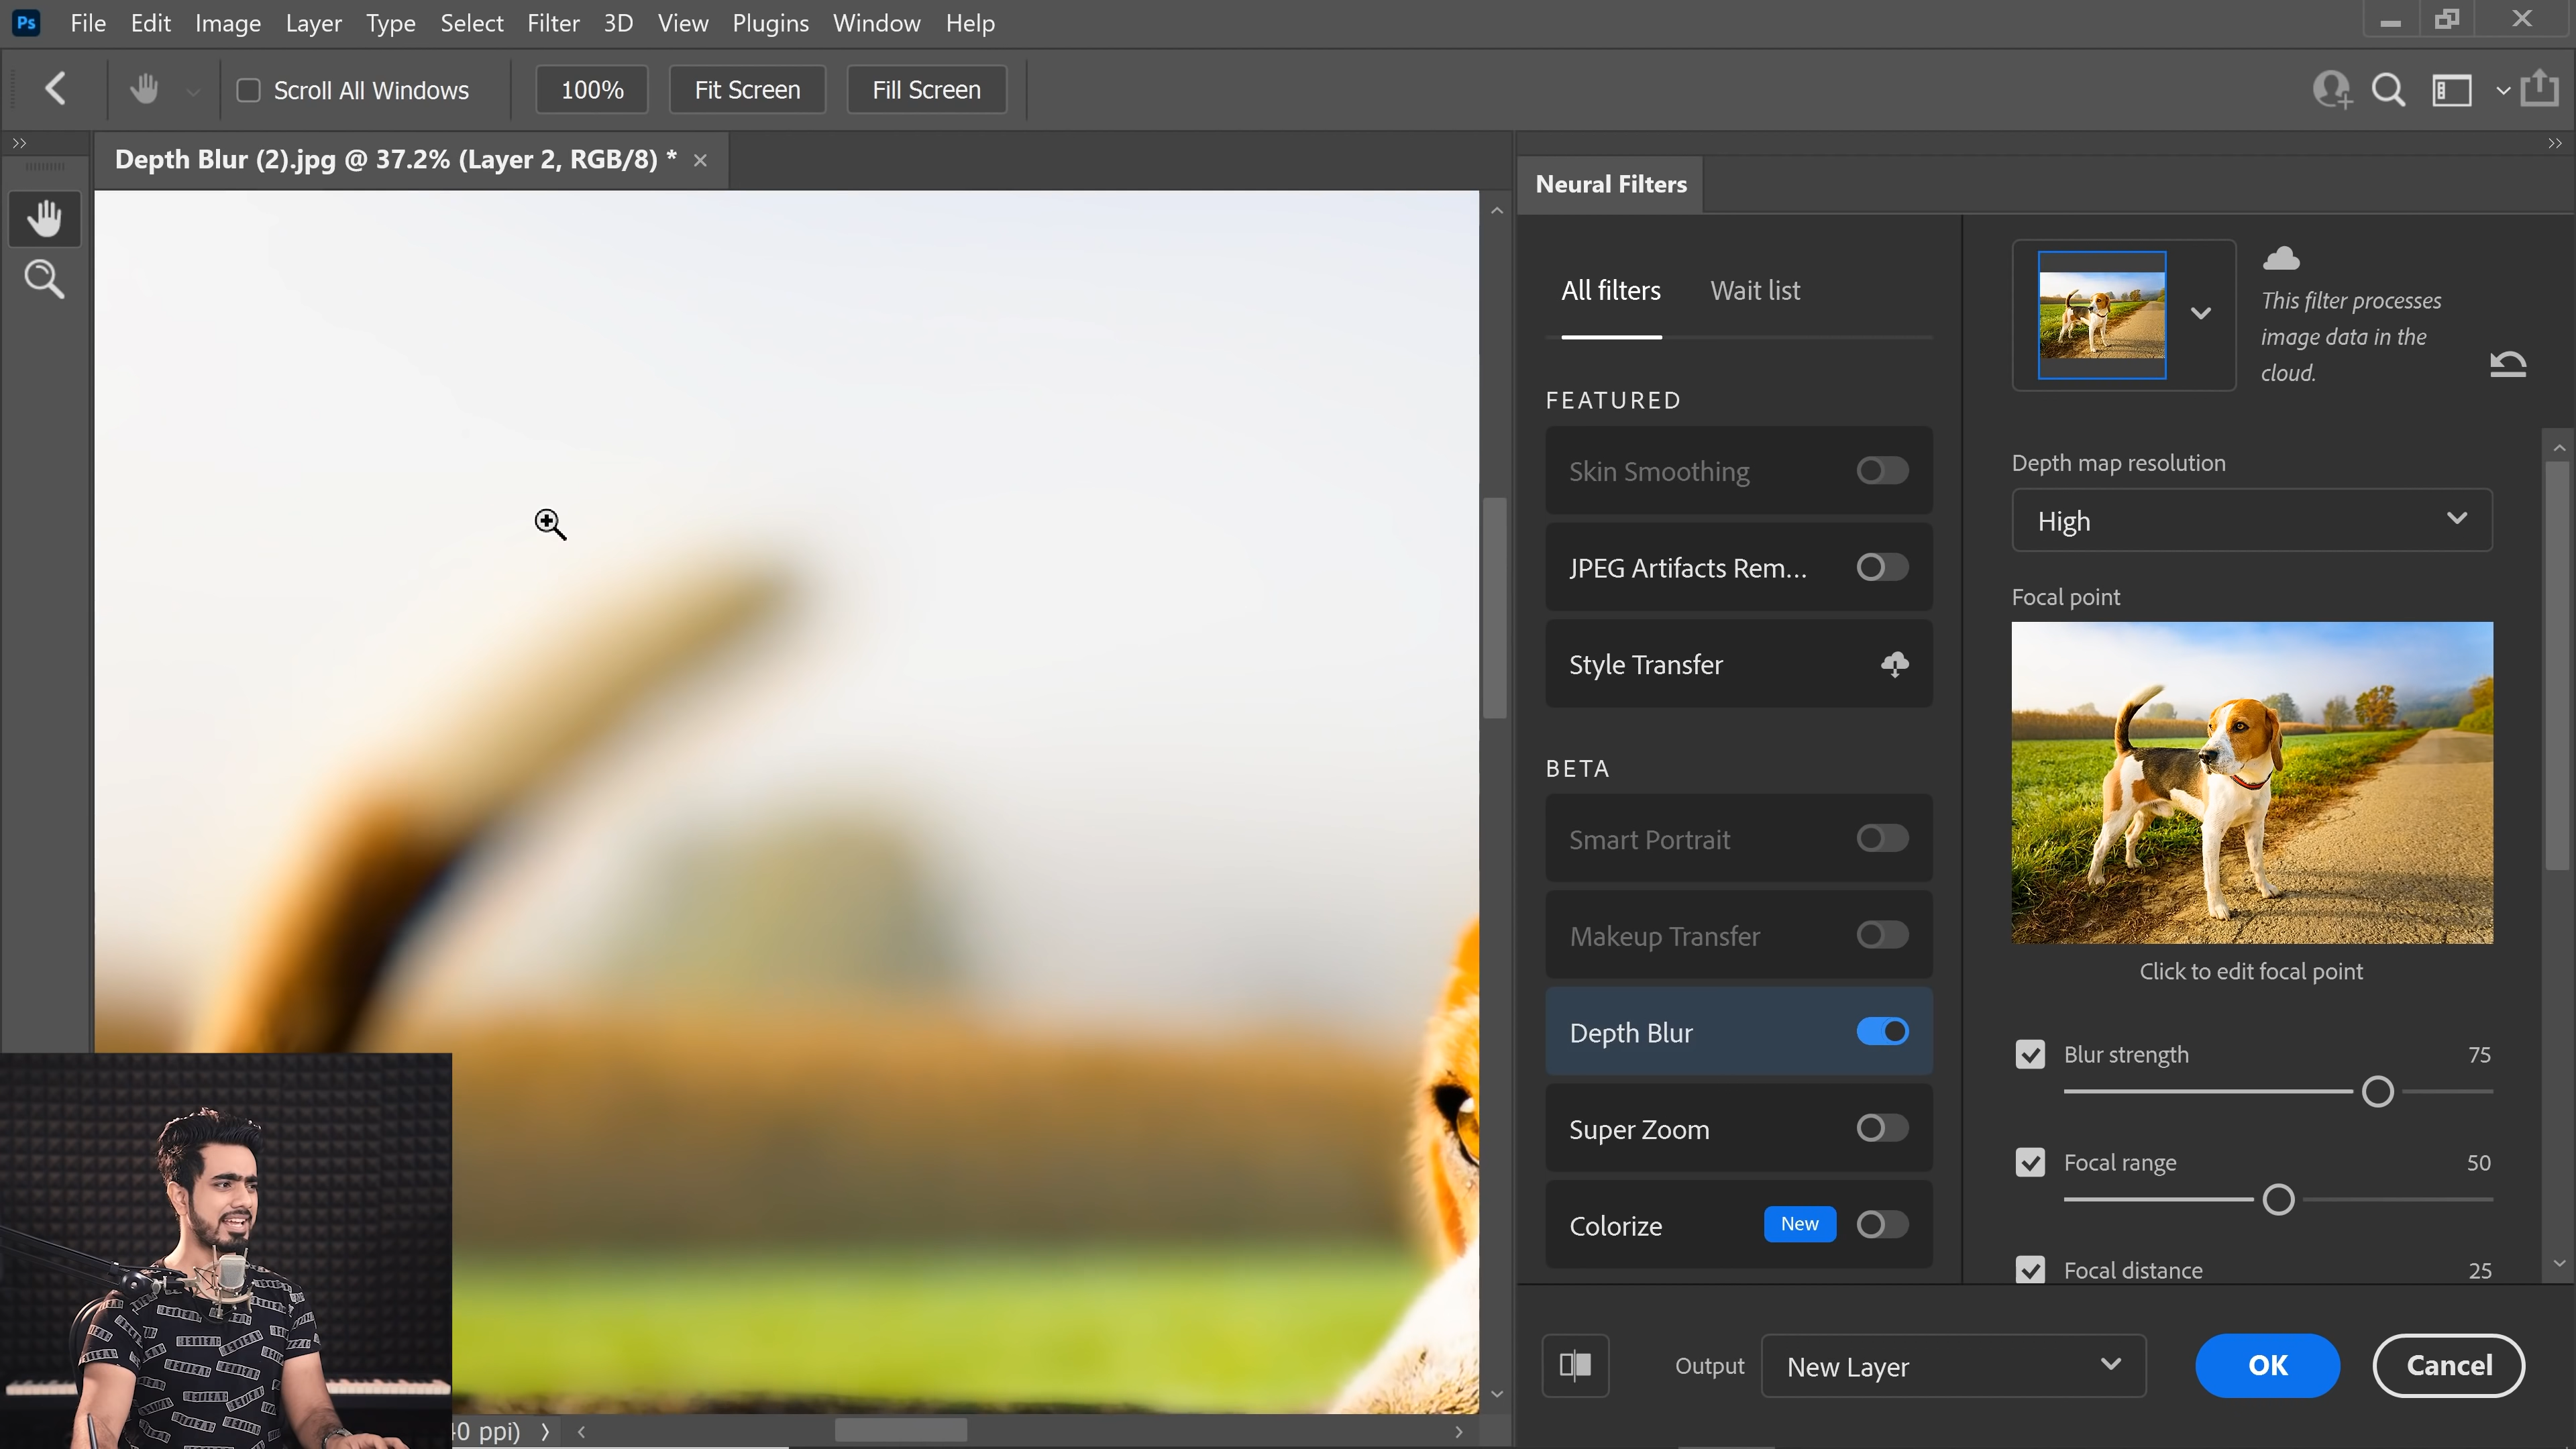 Ps File Edit Image Layer Type Select Filter 3D View Plugins Window Help
Scroll All Windows 100% Fit Screen Fill Screen
Depth Blur (2).jpg @ 37.2% (Layer 2, RGB/8) *
Neural Filters
All filters Wait list
FEATURED
Skin Smoothing
JPEG Artifacts Rem...
Style Transfer
BETA
Smart Portrait
Makeup Transfer
Depth Blur
Super Zoom
Colorize New
This filter processes
image data in the
cloud.
Depth map resolution
High
Focal point
Click to edit focal point
Blur strength 75
Focal range 50
Focal distance 25
0 ppi)
Output New Layer OK Cancel